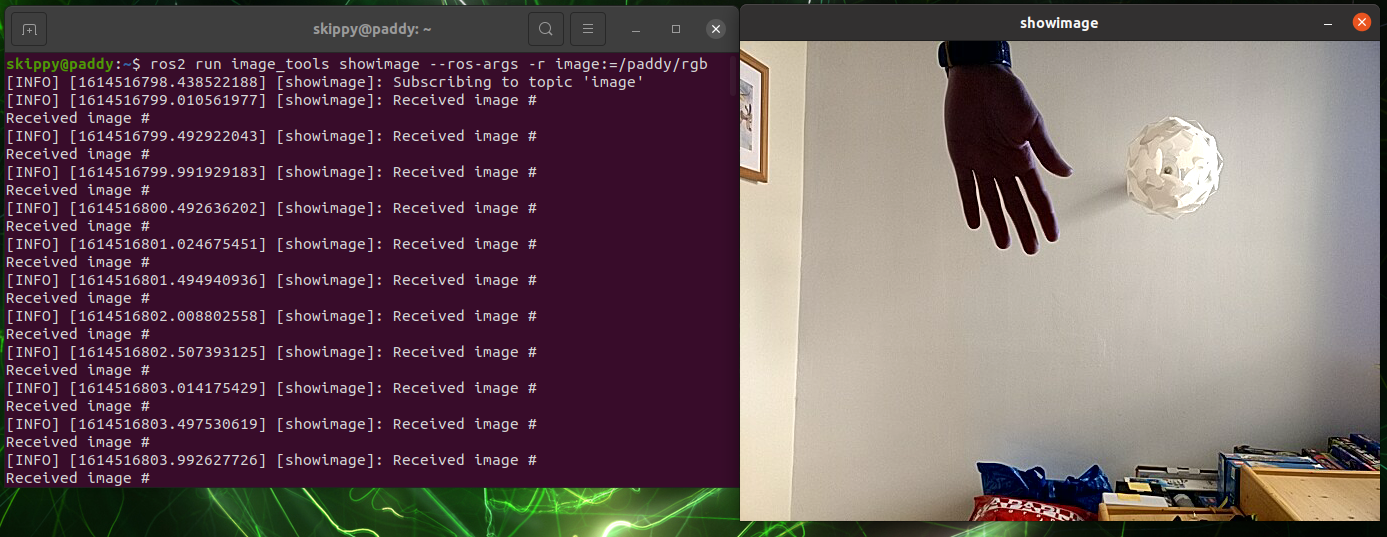 skippy@paddy: ~
skippy@paddy:~$ ros2 run image_tools showimage --ros-args -r image:=/paddy/rgb
[INFO] [1614516798.438522188] [showimage]: Subscribing to topic 'image'
[INFO] [1614516799.010561977] [showimage]: Received image #
Received image #
[INFO] [1614516799.492922043] [showimage]: Received image #
Received image #
[INFO] [1614516799.991929183] [showimage]: Received image #
Received image #
[INFO] [1614516800.492636202] [showimage]: Received image #
Received image #
[INFO] [1614516801.024675451] [showimage]: Received image #
Received image #
[INFO] [1614516801.494940936] [showimage]: Received image #
Received image #
[INFO] [1614516802.008802558] [showimage]: Received image #
Received image #
[INFO] [1614516802.507393125] [showimage]: Received image #
Received image #
[INFO] [1614516803.014175429] [showimage]: Received image #
Received image #
[INFO] [1614516803.497530619] [showimage]: Received image #
Received image #
[INFO] [1614516803.992627726] [showimage]: Received image #
Received image #
showimage